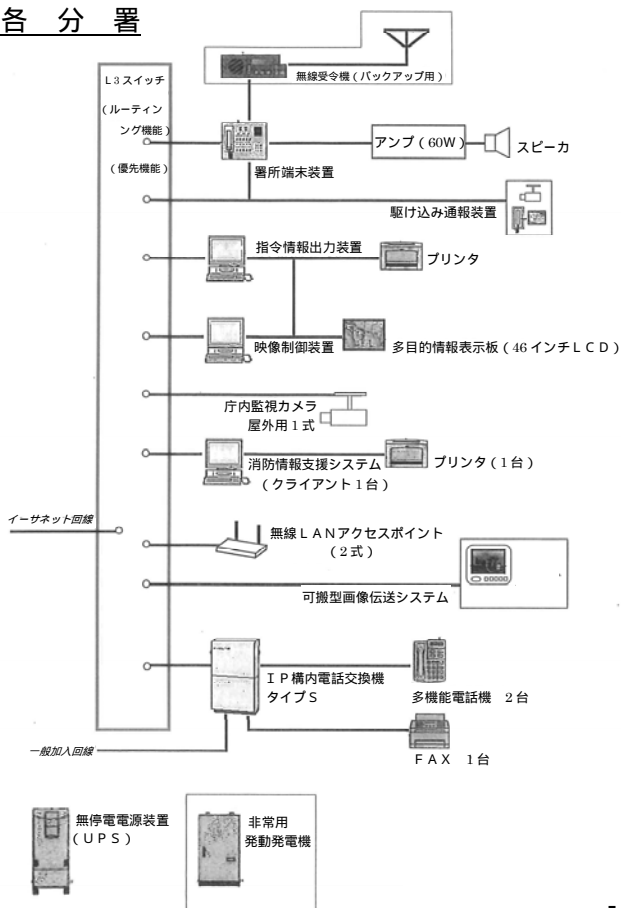 各分署
無線受令機(バックアップ用)
L3スイッチ
(ルーティン
ング機能)
(優先機能)
アンプ(60W)
スピーカ
署所端末装置
駆け込み通報装置
指令情報出力装置
プリンタ
映像制御装置
多目的情報表示板(46インチLCD)
庁内監視カメラ
屋外用1式
消防情報支援システム
(クライアント1台)
プリンタ(1台)
イーサネット回線
無線LANアクセスポイント
(2式)
可搬型画像伝送システム
IP構内電話交換機
タイプS
多機能電話機 2台
一般加入回線
FAX 1台
無停電電源装置
(UPS)
非常用
発動発電機